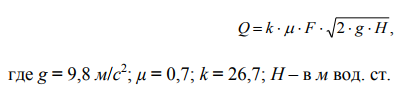 Q = k · μ · F · √2 · g · H,
где g = 9,8 м/с²; μ = 0,7; k = 26,7; H – в м вод. ст.